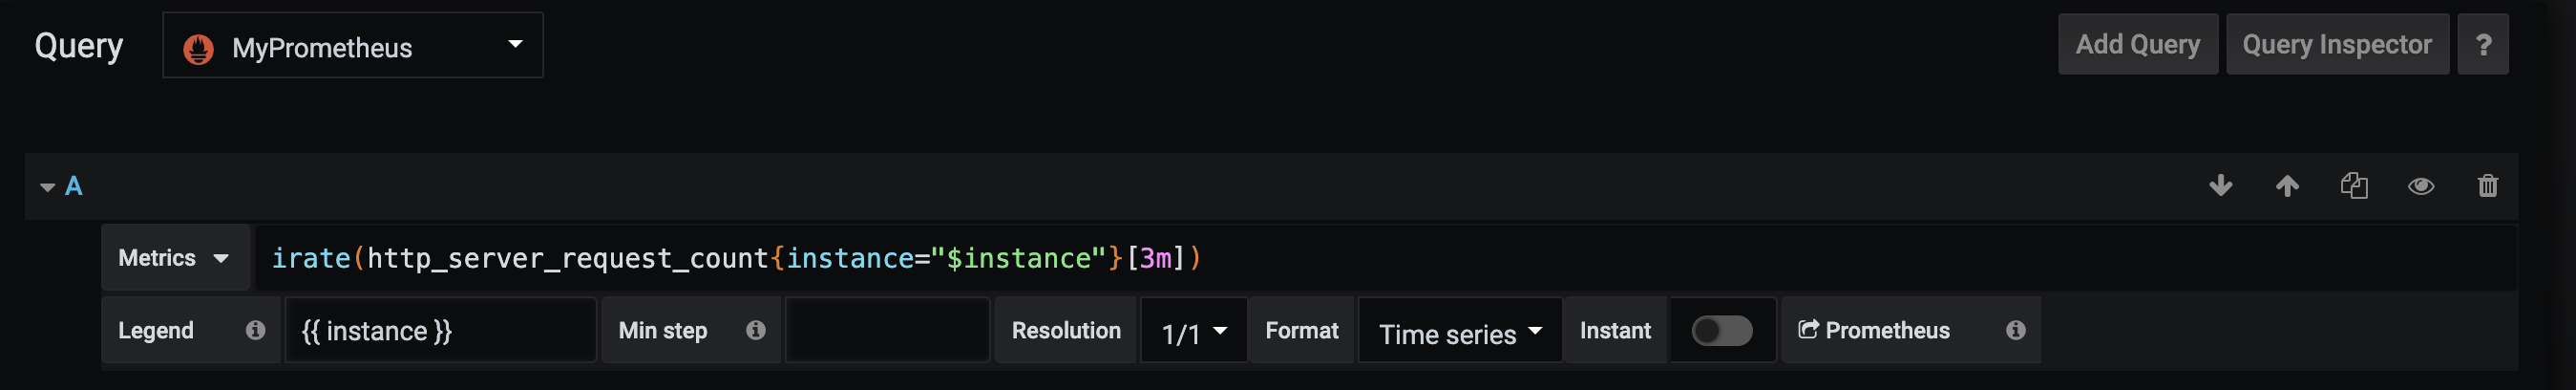 Query MyPrometheus Add Query Query Inspector ?
A
Metrics irate(http_server_request_count{instance="$instance"}[3m])
Legend {{ instance }} Min step Resolution 1/1 Format Time series Instant Prometheus